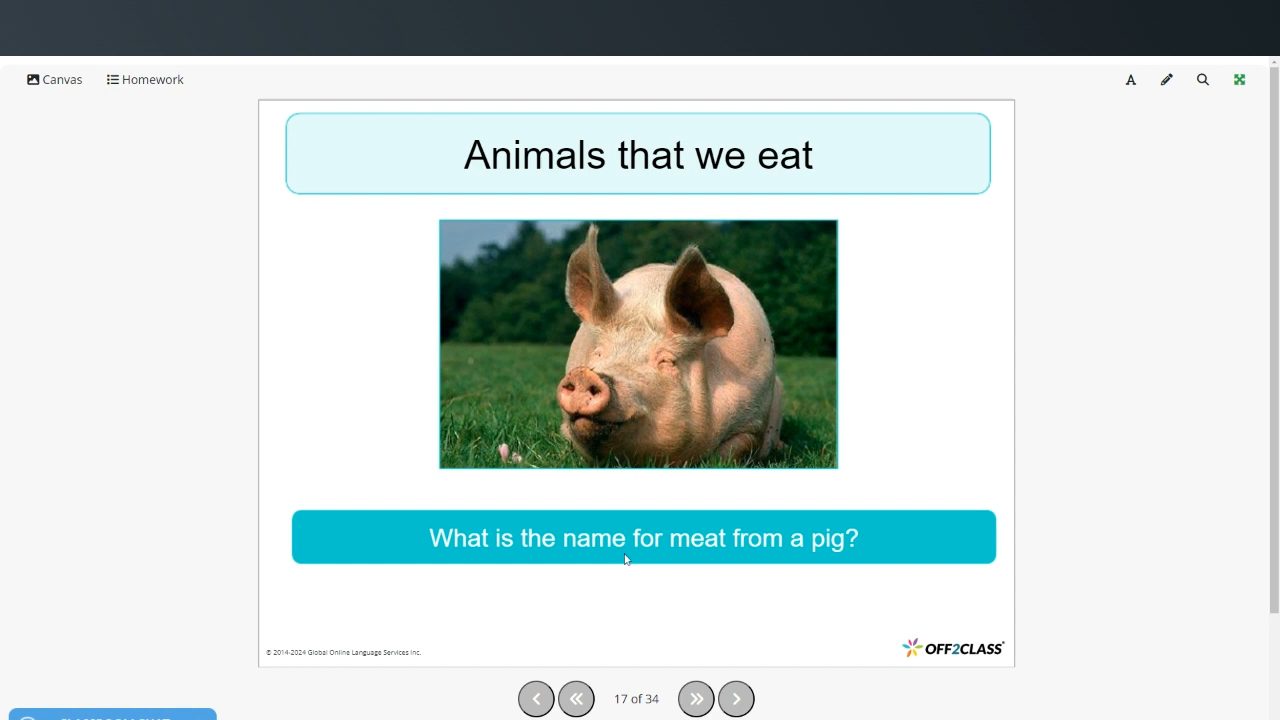 Canvas
Homework
A
Animals that we eat
What is the name for meat from a pig?
© 2014-2024 Global Online Language Services Inc.
OFF2CLASS®
17 of 34